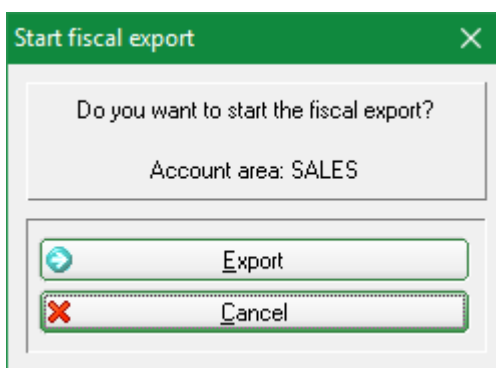 Start fiscal export
Do you want to start the fiscal export?
Account area: SALES
Export
Cancel